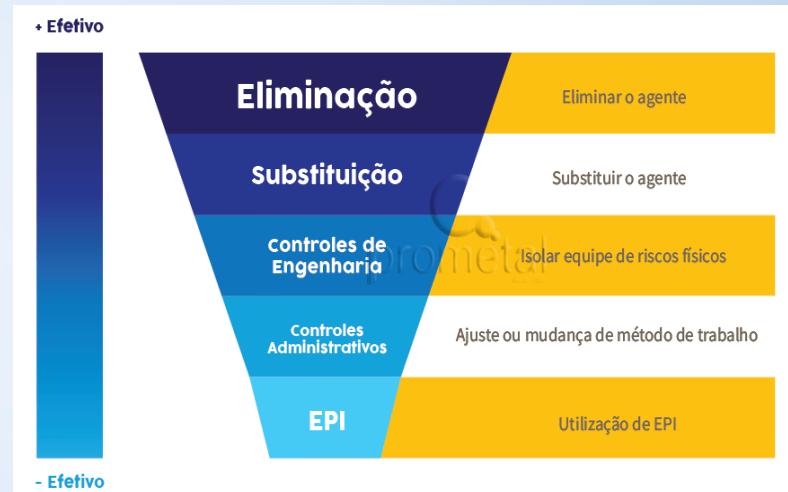 + Efetivo
Eliminação
Eliminar o agente
Substituição
Substituir o agente
Controles de
Engenharia
Isolar equipe de riscos físicos
prometal
Controles
Administrativos
Ajuste ou mudança de método de trabalho
EPI
Utilização de EPI
- Efetivo